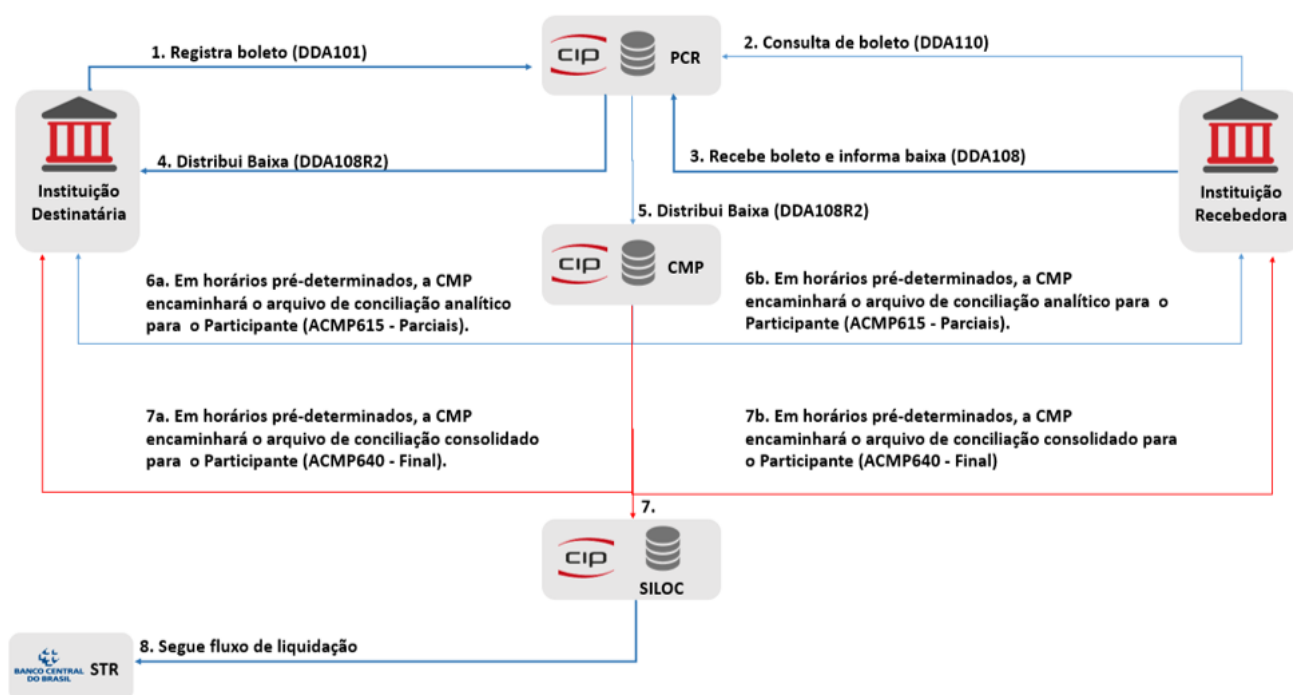 1. Registra boleto (DDA101)
cip
PCR
2. Consulta de boleto (DDA110)
4. Distribui Baixa (DDA108R2)
3. Recebe boleto e informa baixa (DDA108)
Instituição
Destinatária
Instituição
Recebedora
5. Distribui Baixa (DDA108R2)
cip
CMP
6a. Em horários pré-determinados, a CMP
encaminhará o arquivo de conciliação analítico
para o Participante (ACMP615 - Parciais).
6b. Em horários pré-determinados, a CMP
encaminhará o arquivo de conciliação analítico para o
Participante (ACMP615 - Parciais).
7a. Em horários pré-determinados, a CMP
encaminhará o arquivo de conciliação consolidado
para o Participante (ACMP640 - Final).
7b. Em horários pré-determinados, a CMP
encaminhará o arquivo de conciliação consolidado para
o Participante (ACMP640 - Final)
7.
cip
SILOC
8. Segue fluxo de liquidação
BANCO CENTRAL
DO BRASIL
STR